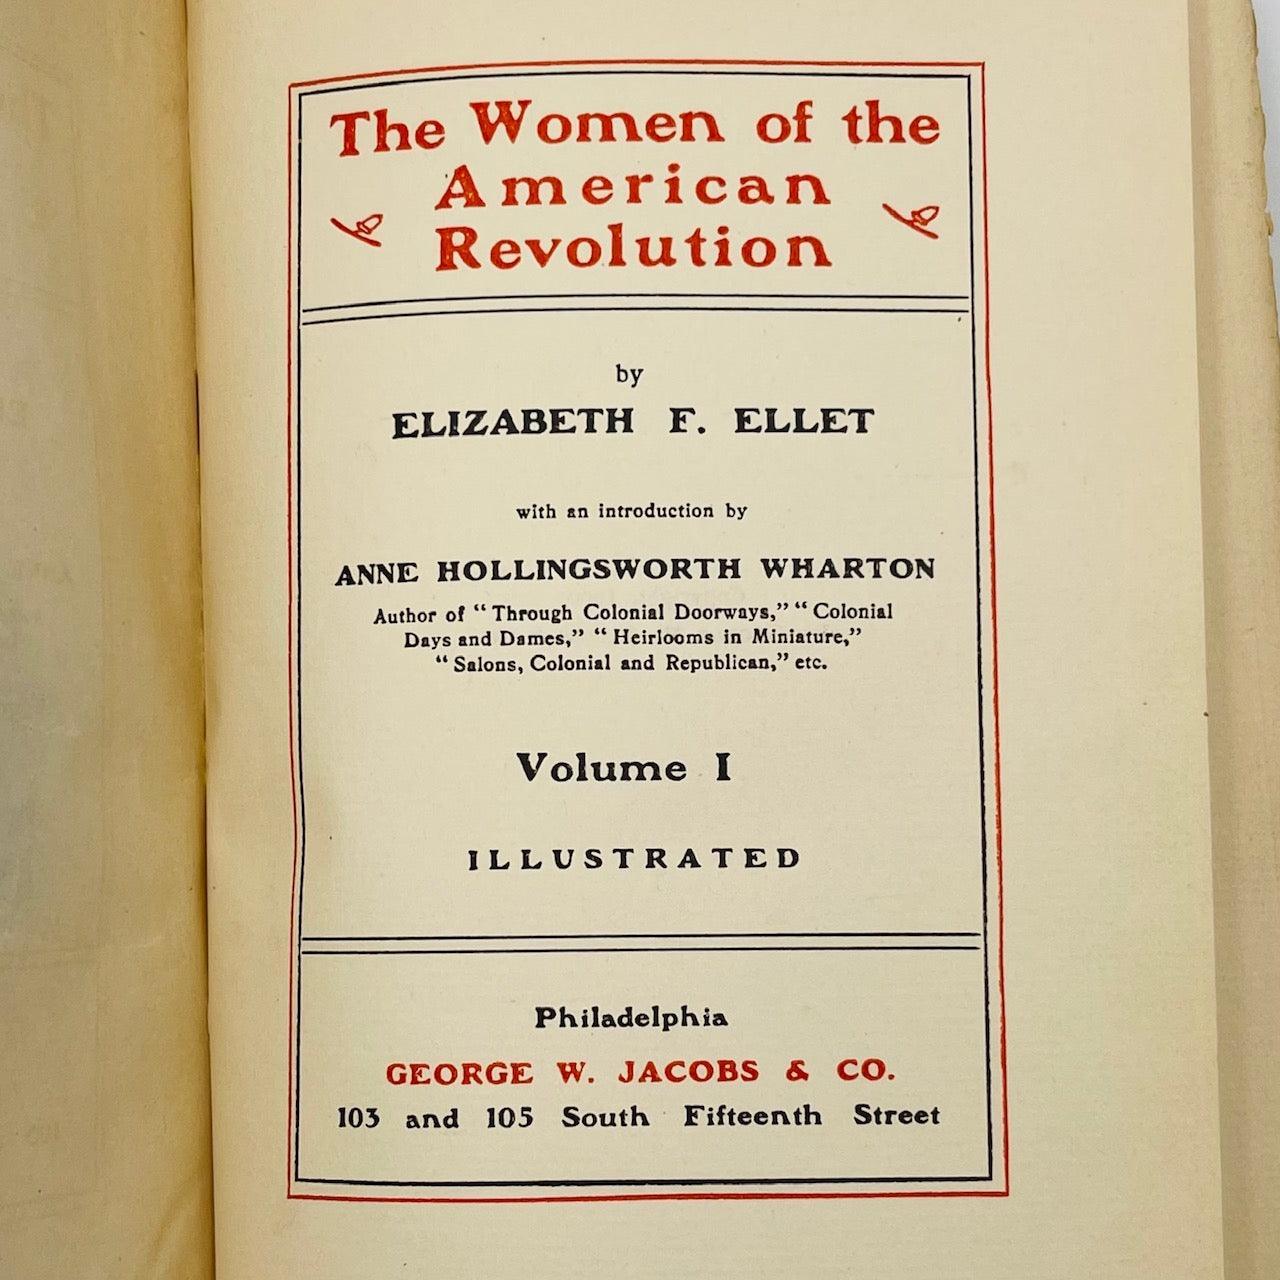 The Women of the
American
Revolution
by
ELIZABETH F. ELLET
with an introduction by
ANNE HOLLINGSWORTH WHARTON
Author of “Through Colonial Doorways,” “Colonial
Days and Dames,” “Heirlooms in Miniature,”
“Salons, Colonial and Republican,” etc.
Volume I
ILLUSTRATED
Philadelphia
GEORGE W. JACOBS & CO.
103 and 105 South Fifteenth Street